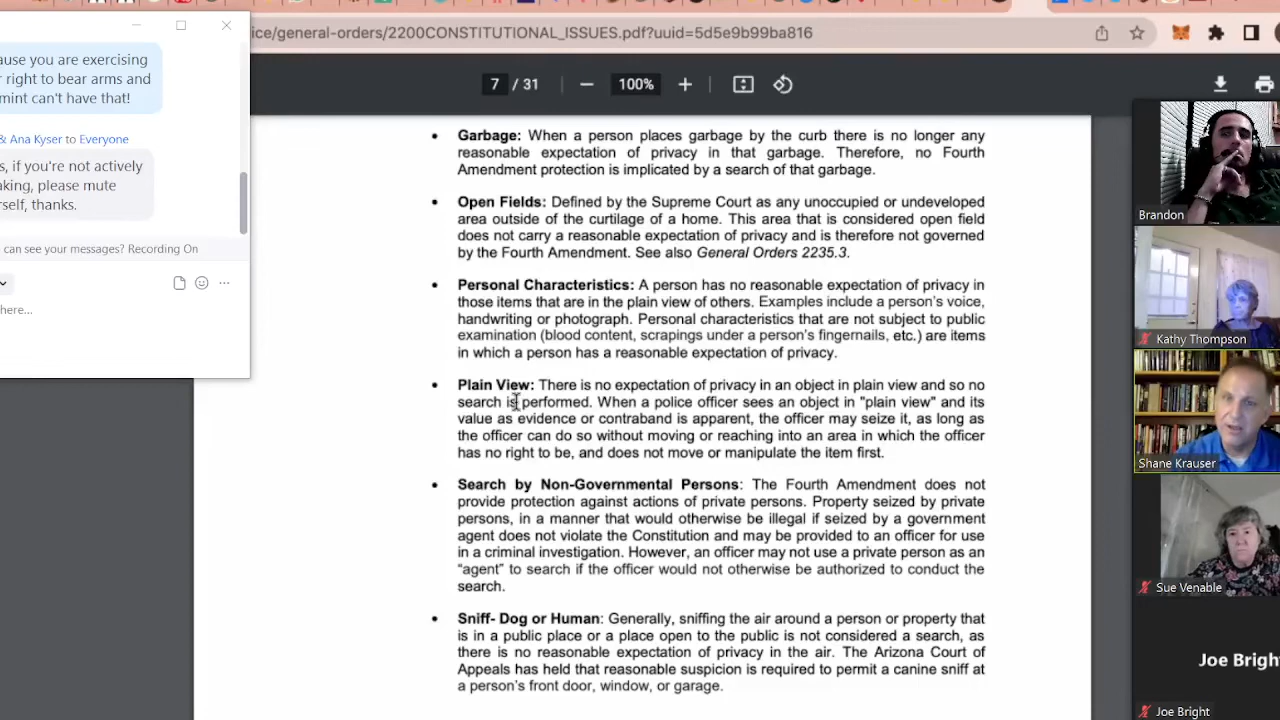 ice/general-orders/2200CONSTITUTIONAL_ISSUES.pdf?uuid=5d5e9b99ba816
7 / 31
100%
ause you are exercising
r right to bear arms and
mint can't have that!
& Ana Kyser to Everyone
s, if you're not actively
aking, please mute
rself, thanks.
can see your messages? Recording On
here...
• Garbage: When a person places garbage by the curb there is no longer any
reasonable expectation of privacy in that garbage. Therefore, no Fourth
Amendment protection is implicated by a search of that garbage.
• Open Fields: Defined by the Supreme Court as any unoccupied or undeveloped
area outside of the curtilage of a home. This area that is considered open field
does not carry a reasonable expectation of privacy and is therefore not governed
by the Fourth Amendment. See also General Orders 2235.3.
• Personal Characteristics: A person has no reasonable expectation of privacy in
those items that are in the plain view of others. Examples include a person's voice,
handwriting or photograph. Personal characteristics that are not subject to public
examination (blood content, scrapings under a person's fingernails, etc.) are items
in which a person has a reasonable expectation of privacy.
• Plain View: There is no expectation of privacy in an object in plain view and so no
search is performed. When a police officer sees an object in "plain view" and its
value as evidence or contraband is apparent, the officer may seize it, as long as
the officer can do so without moving or reaching into an area in which the officer
has no right to be, and does not move or manipulate the item first.
• Search by Non-Governmental Persons: The Fourth Amendment does not
provide protection against actions of private persons. Property seized by private
persons, in a manner that would otherwise be illegal if seized by a government
agent does not violate the Constitution and may be provided to an officer for use
in a criminal investigation. However, an officer may not use a private person as an
“agent” to search if the officer would not otherwise be authorized to conduct the
search.
• Sniff- Dog or Human: Generally, sniffing the air around a person or property that
is in a public place or a place open to the public is not considered a search, as
there is no reasonable expectation of privacy in the air. The Arizona Court of
Appeals has held that reasonable suspicion is required to permit a canine sniff at
a person's front door, window, or garage.
Brandon
Kathy Thompson
Shane Krauser
Sue Venable
Joe Bright
Joe Bright